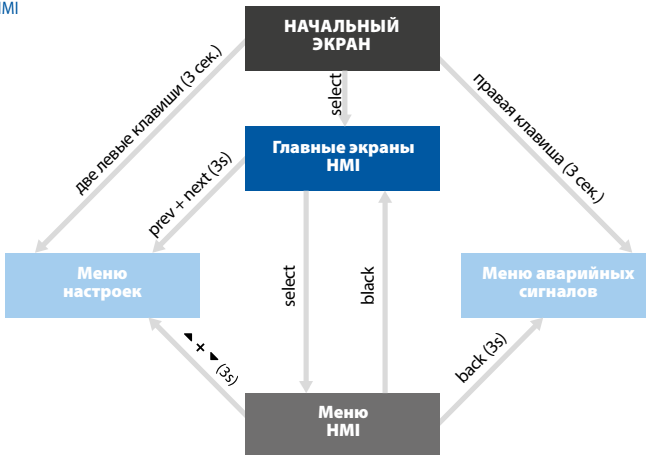 HMI
НАЧАЛЬНЫЙ
ЭКРАН
две левые клавиши (3 сек.)
select
правая клавиша (3 сек.)
Главные экраны
HMI
prev + next (3s)
Меню
настроек
select
black
Меню аварийных
сигналов
◥ + ◥ (3s)
back (3s)
Меню
HMI